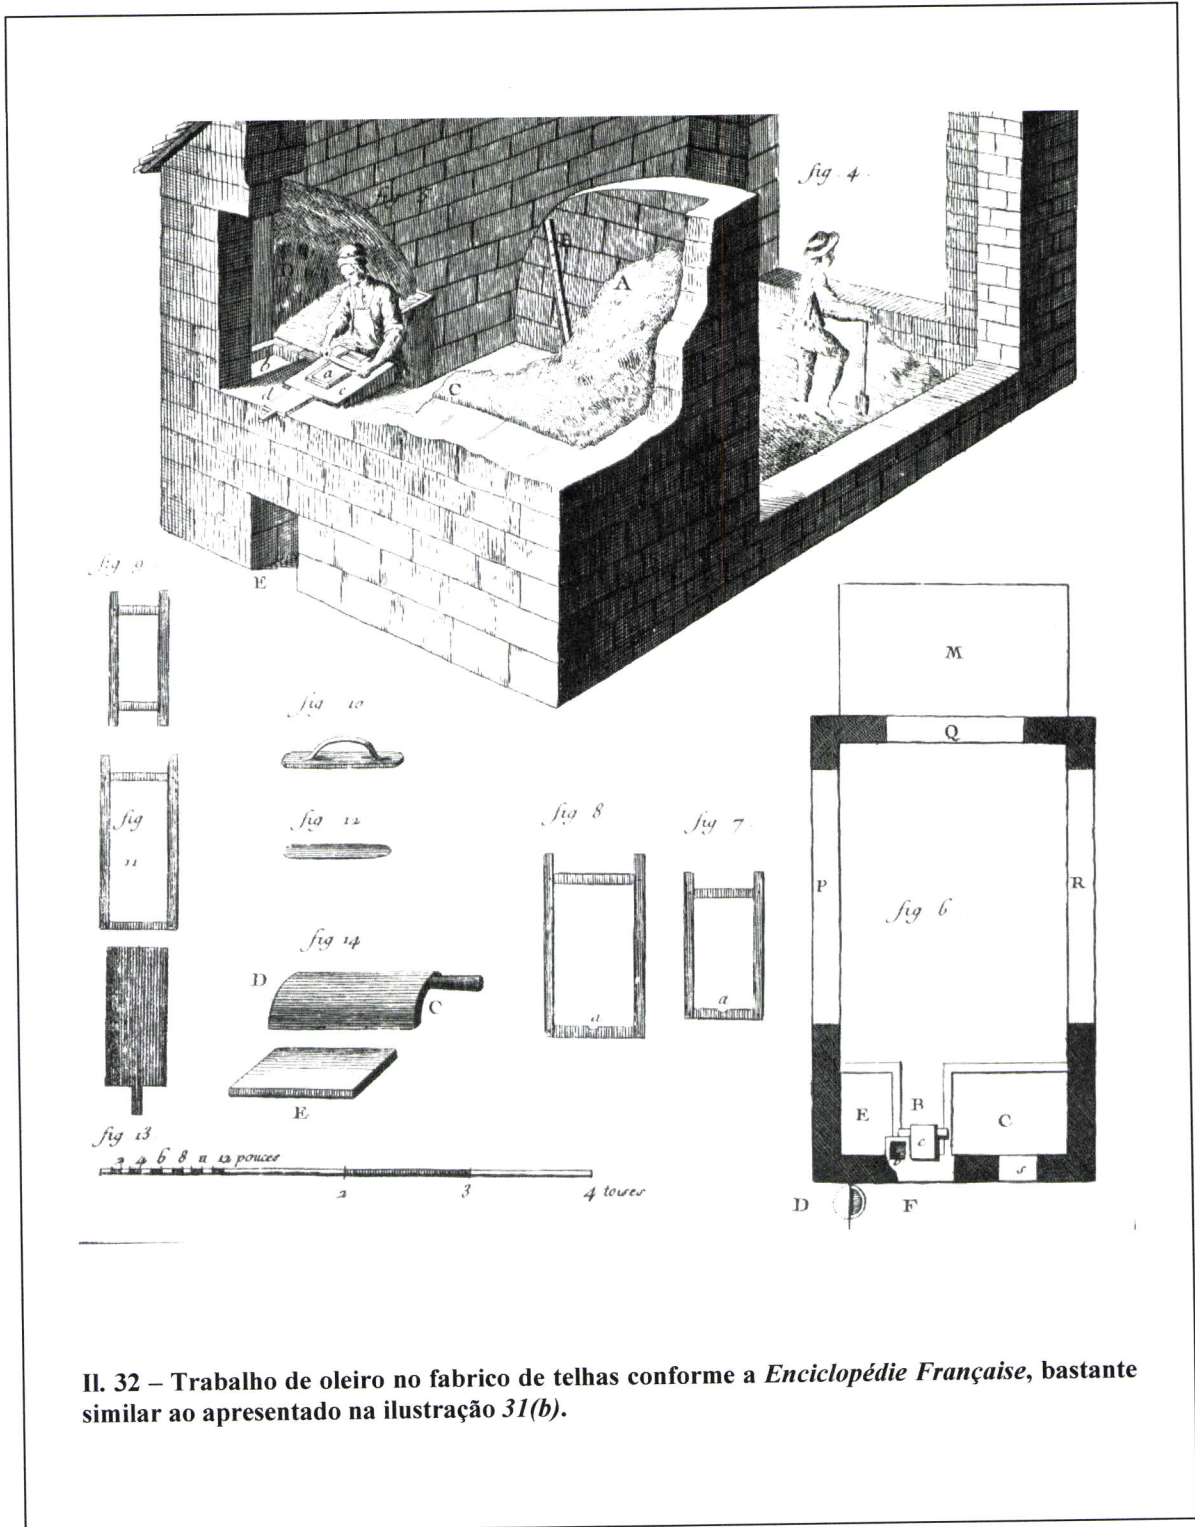 fig. 4.
A
B
C
D
a
b
c
d
E
fig 9
fig 10
M
Q
fig 11
fig 12
fig 8
fig 7
P
R
fig 6
a
a
fig 14
D
C
E
E
B
C
c
b
s
fig 13
2 4 6 8 11 12 pouces
2 3 4 toises
D
F
Il. 32 – Trabalho de oleiro no fabrico de telhas conforme a Enciclopédie Française, bastante
similar ao apresentado na ilustração 31(b).